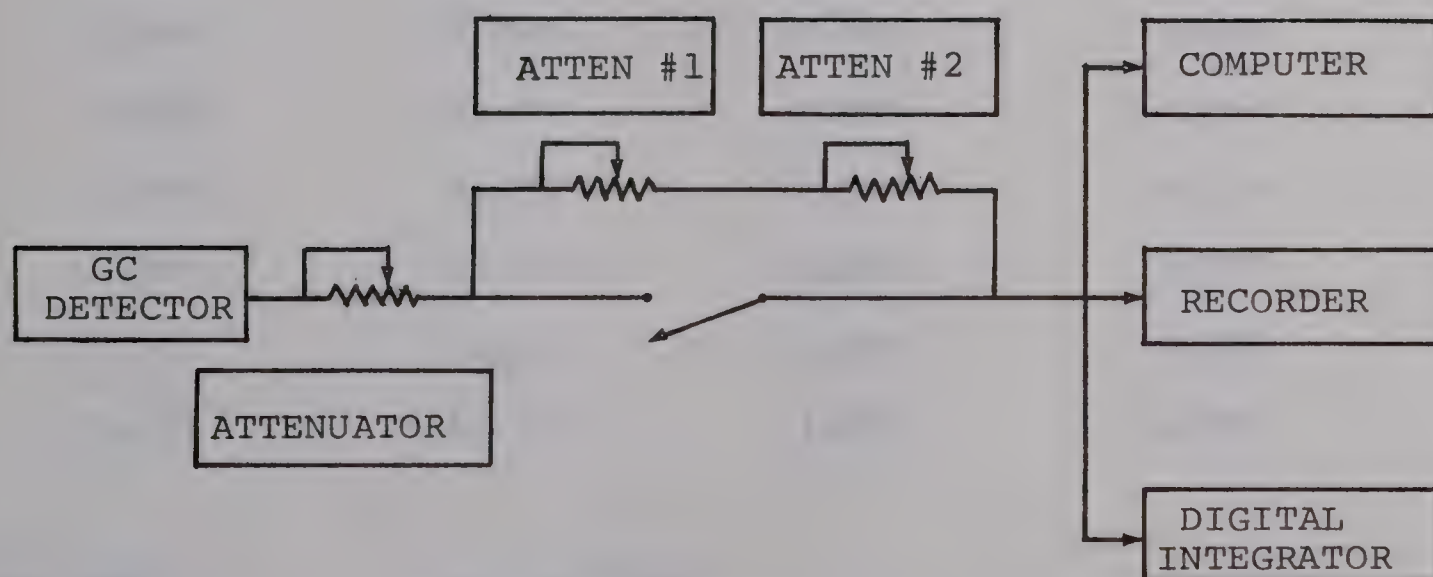 ATTEN #1
ATTEN #2
COMPUTER
GC
DETECTOR
RECORDER
ATTENUATOR
DIGITAL
INTEGRATOR